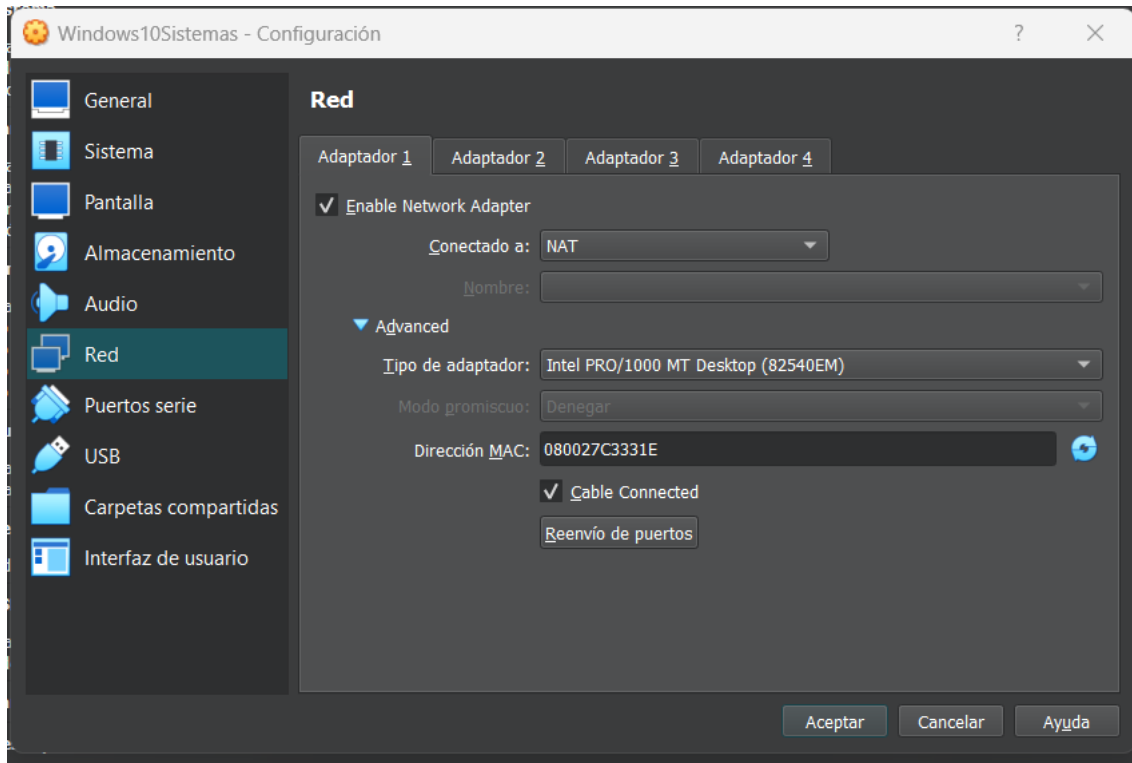 Windows10Sistemas - Configuración
?
General
Sistema
Pantalla
Almacenamiento
Audio
Red
Puertos serie
USB
Carpetas compartidas
Interfaz de usuario
Red
Adaptador 1
Adaptador 2
Adaptador 3
Adaptador 4
Enable Network Adapter
Conectado a: NAT
Nombre:
Advanced
Tipo de adaptador: Intel PRO/1000 MT Desktop (82540EM)
Modo promiscuo: Denegar
Dirección MAC: 080027C3331E
Cable Connected
Reenvío de puertos
Aceptar
Cancelar
Ayuda